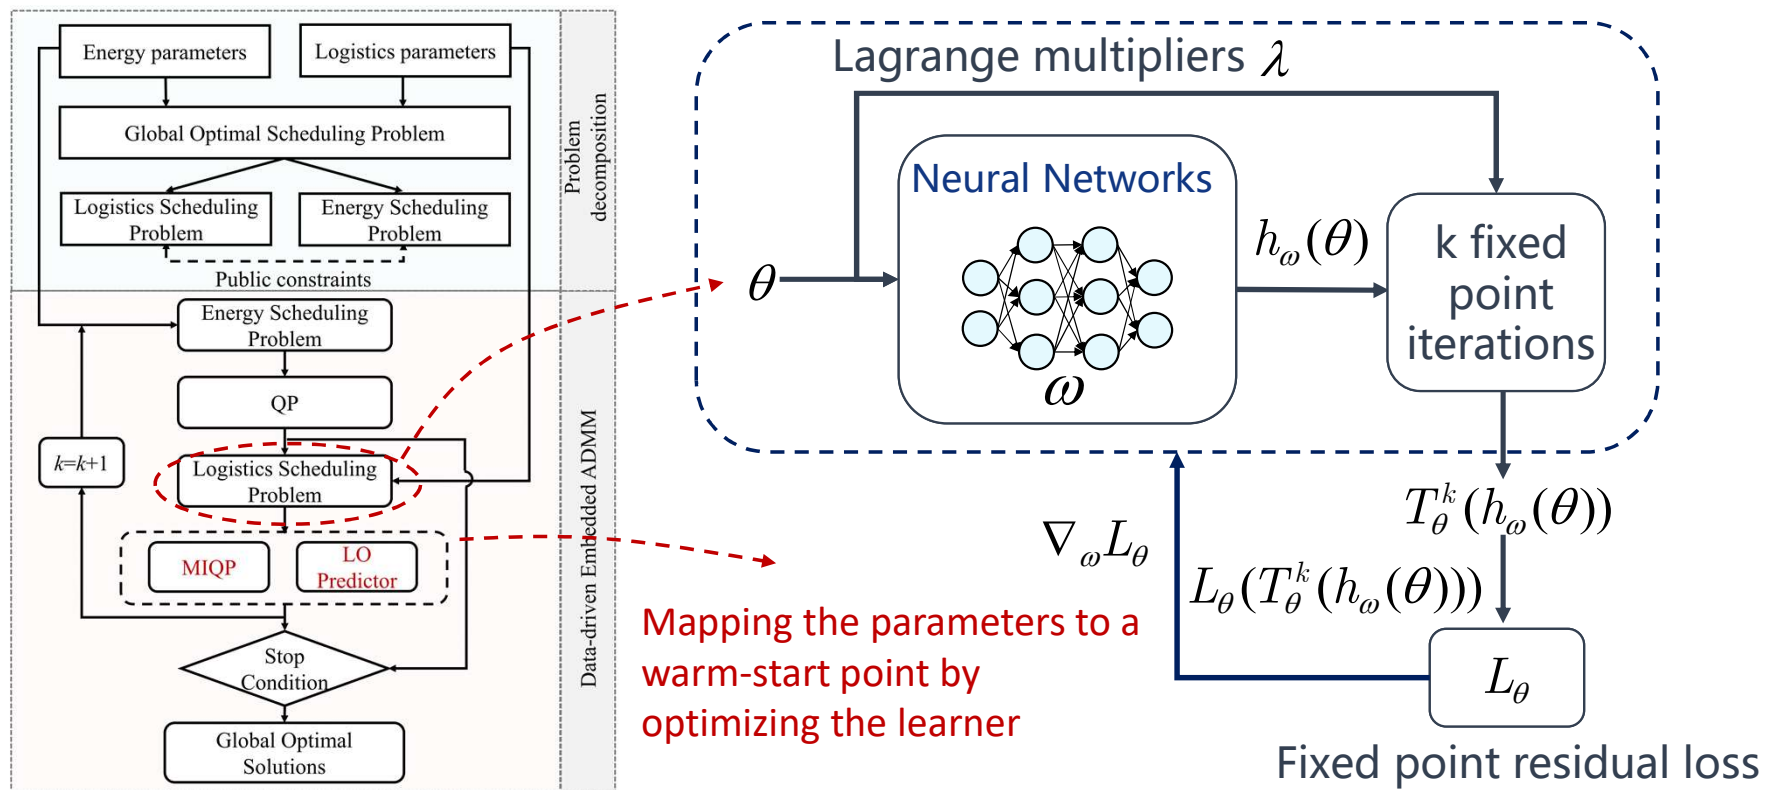 Energy parameters
Logistics parameters
Global Optimal Scheduling Problem
Logistics Scheduling
Problem
Energy Scheduling
Problem
Public constraints
Problem
decomposition
Energy Scheduling
Problem
QP
k=k+1
Logistics Scheduling
Problem
MIQP
LO
Predictor
Stop
Condition
Global Optimal
Solutions
Data-driven Embedded ADMM
Lagrange multipliers λ
Neural Networks
θ
ω
h_ω(θ)
k fixed
point
iterations
T_θ^k(h_ω(θ))
∇_ω L_θ
L_θ(T_θ^k(h_ω(θ)))
L_θ
Mapping the parameters to a
warm-start point by
optimizing the learner
Fixed point residual loss